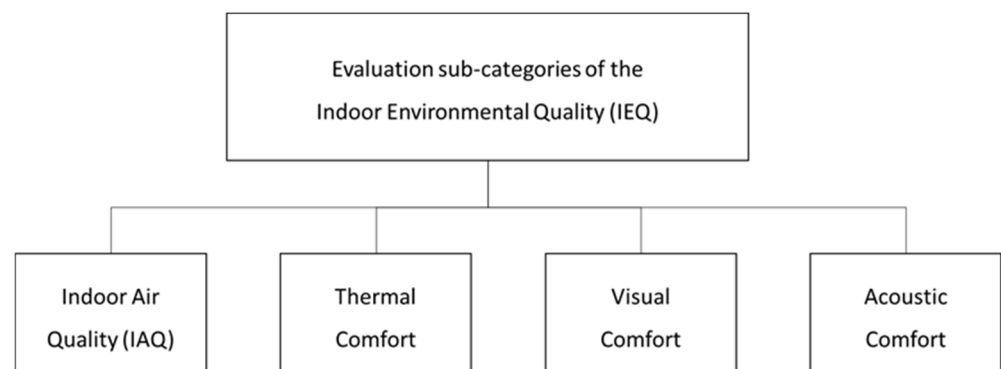 Evaluation sub-categories of the
Indoor Environmental Quality (IEQ)
Indoor Air
Quality (IAQ)
Thermal
Comfort
Visual
Comfort
Acoustic
Comfort